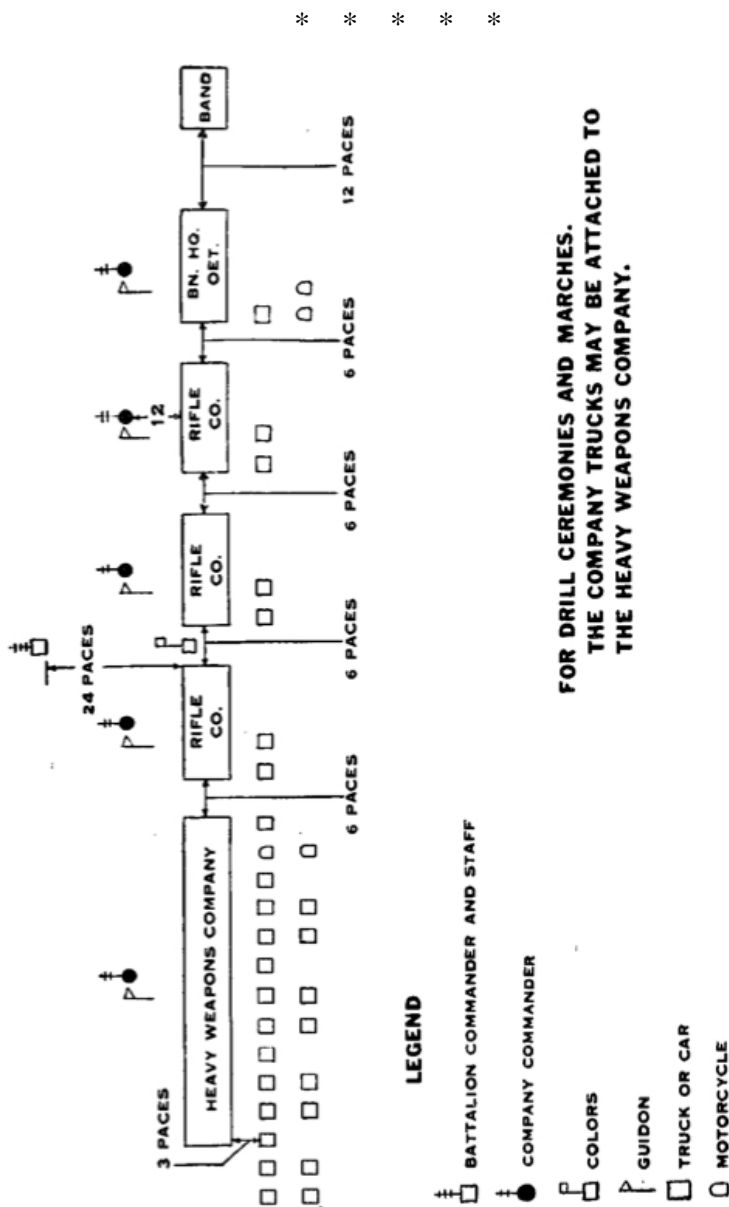 * * * * *
BAND
12 PACES
BN. HQ.
OET.
6 PACES
12
RIFLE
CO.
6 PACES
RIFLE
CO.
6 PACES
24 PACES
RIFLE
CO.
6 PACES
HEAVY WEAPONS COMPANY
3 PACES
FOR DRILL CEREMONIES AND MARCHES.
THE COMPANY TRUCKS MAY BE ATTACHED TO
THE HEAVY WEAPONS COMPANY.
LEGEND
BATTALION COMMANDER AND STAFF
COMPANY COMMANDER
COLORS
GUIDON
TRUCK OR CAR
MOTORCYCLE